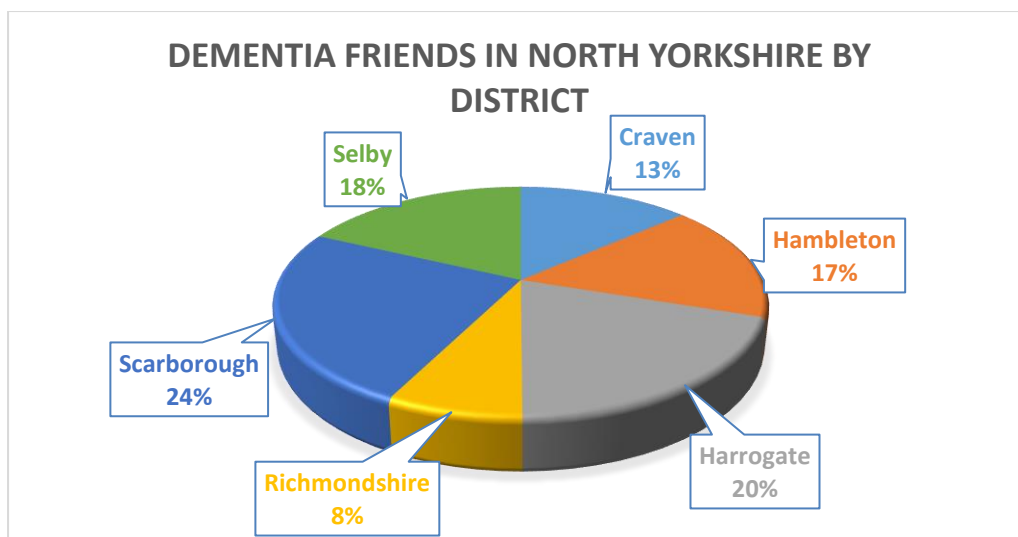 DEMENTIA FRIENDS IN NORTH YORKSHIRE BY
DISTRICT
Craven
13%
Selby
18%
Hambleton
17%
Scarborough
24%
Harrogate
20%
Richmondshire
8%